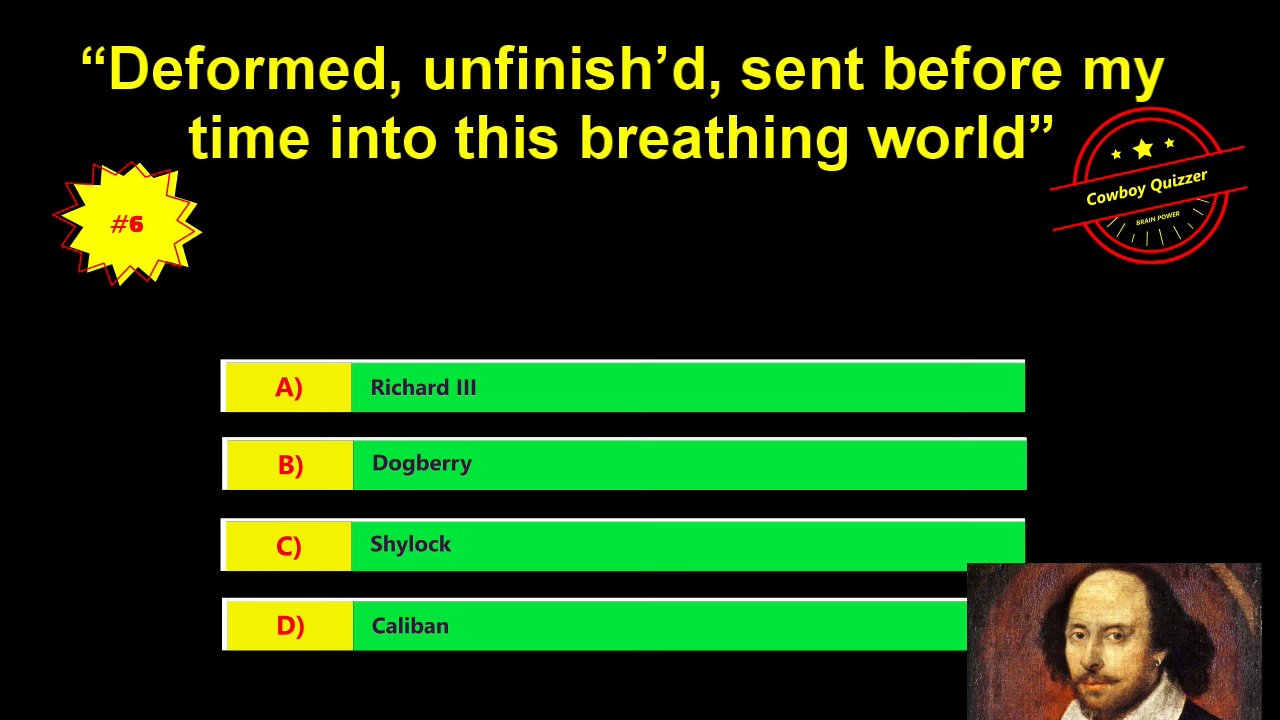 “Deformed, unfinish’d, sent before my
time into this breathing world”
#6
Cowboy Quizzer
BRAIN POWER
A) Richard III
B) Dogberry
C) Shylock
D) Caliban